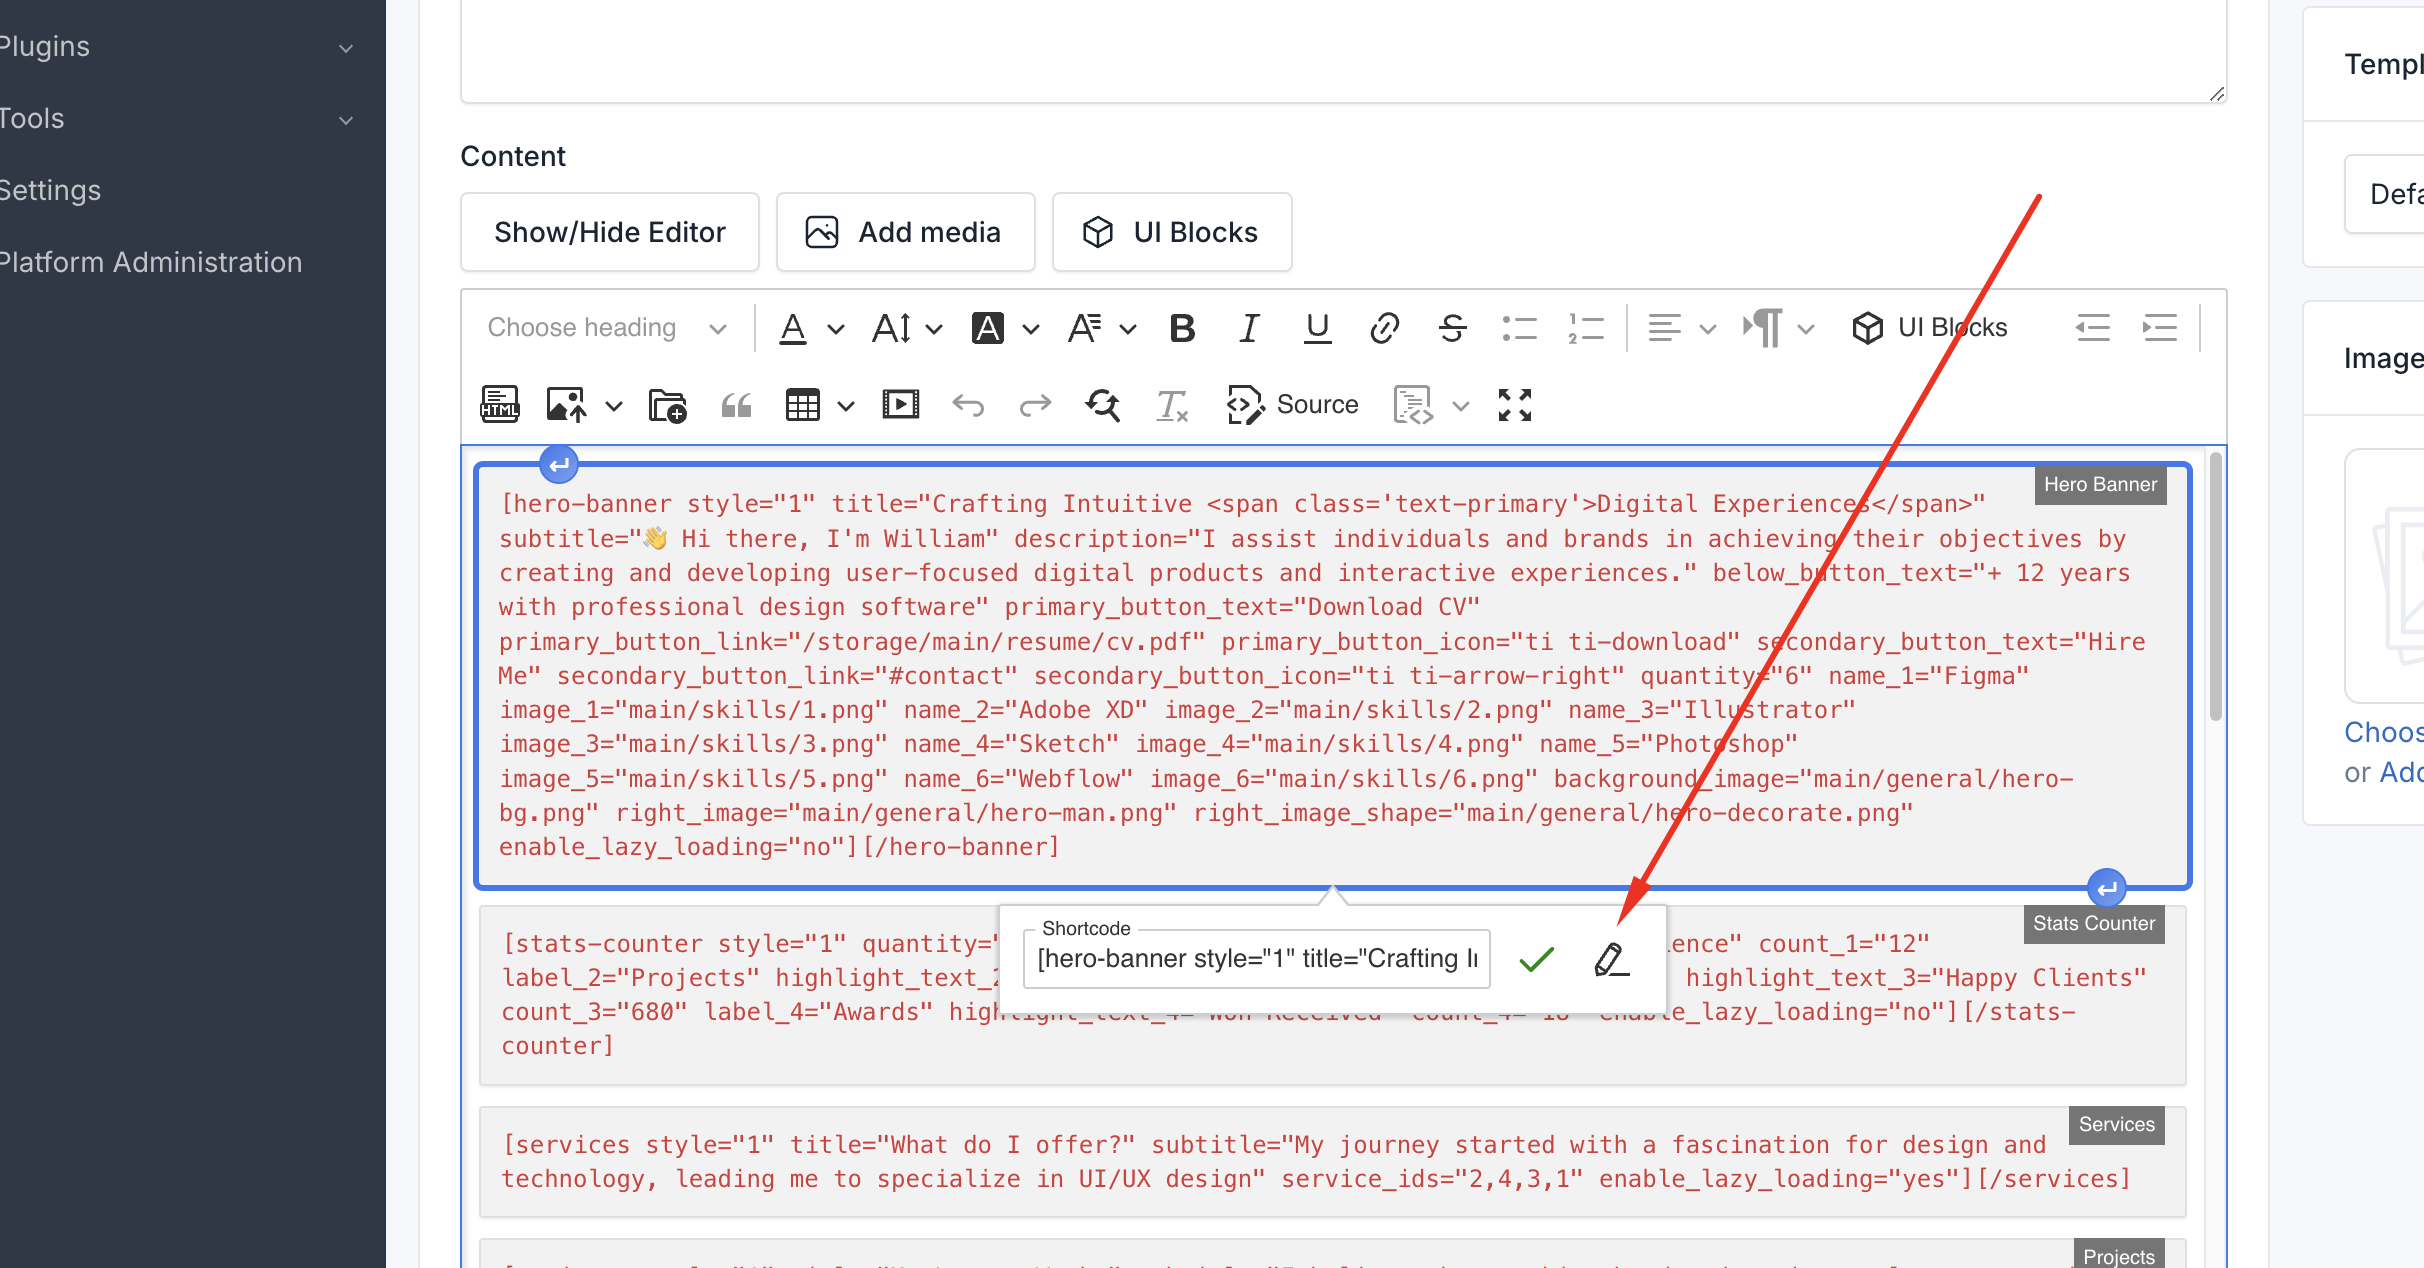 Plugins
Tools
Settings
Platform Administration
Content
Show/Hide Editor
Add media
UI Blocks
Choose heading
UI Blocks
HTML
Source
Hero Banner
[hero-banner style="1" title="Crafting Intuitive <span class='text-primary'>Digital Experiences</span>"
subtitle="👋 Hi there, I'm William" description="I assist individuals and brands in achieving their objectives by
creating and developing user-focused digital products and interactive experiences." below_button_text="+ 12 years
with professional design software" primary_button_text="Download CV"
primary_button_link="/storage/main/resume/cv.pdf" primary_button_icon="ti ti-download" secondary_button_text="Hire
Me" secondary_button_link="#contact" secondary_button_icon="ti ti-arrow-right" quantity="6" name_1="Figma"
image_1="main/skills/1.png" name_2="Adobe XD" image_2="main/skills/2.png" name_3="Illustrator"
image_3="main/skills/3.png" name_4="Sketch" image_4="main/skills/4.png" name_5="Photoshop"
image_5="main/skills/5.png" name_6="Webflow" image_6="main/skills/6.png" background_image="main/general/hero-
bg.png" right_image="main/general/hero-man.png" right_image_shape="main/general/hero-decorate.png"
enable_lazy_loading="no"][/hero-banner]
Shortcode
[hero-banner style="1" title="Crafting
Stats Counter
[stats-counter style="1" quantity=" ience" count_1="12"
label_2="Projects" highlight_text_2 highlight_text_3="Happy Clients"
count_3="680" label_4="Awards" highlight_text_4="Won Received" count_4="18" enable_lazy_loading="no"][/stats-
counter]
Services
[services style="1" title="What do I offer?" subtitle="My journey started with a fascination for design and
technology, leading me to specialize in UI/UX design" service_ids="2,4,3,1" enable_lazy_loading="yes"][/services]
Projects
Templ
Defa
Image
Choos
or Add